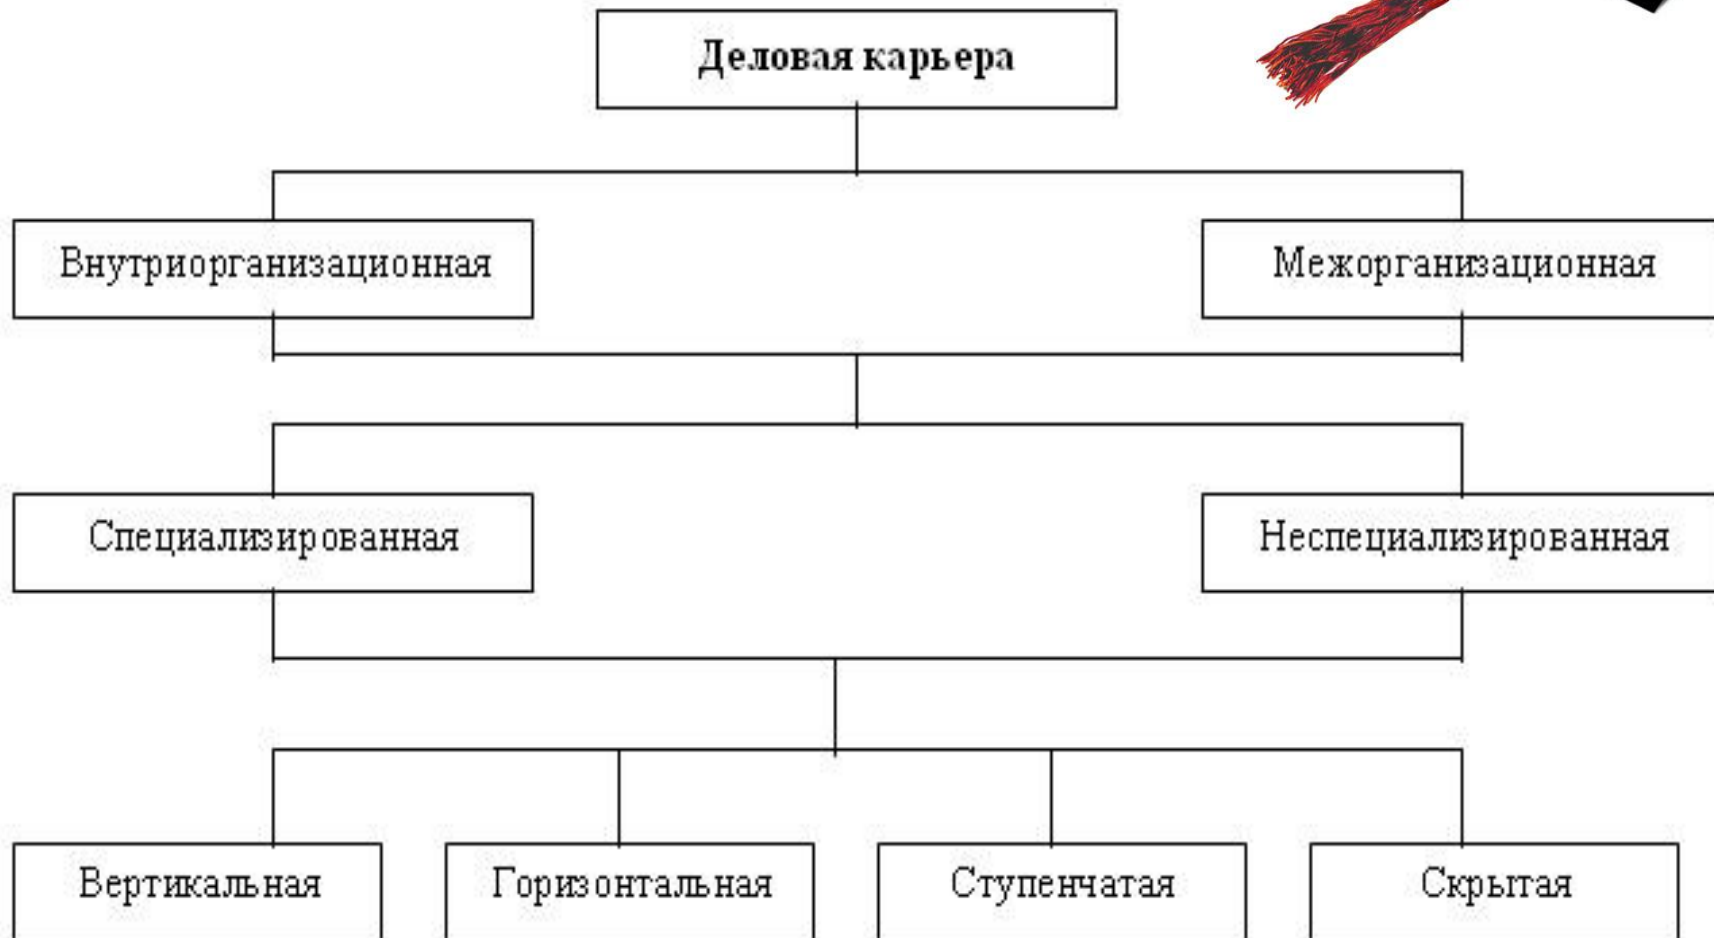 Деловая карьера
Внутриорганизационная
Межорганизационная
Специализированная
Неспециализированная
Вертикальная
Горизонтальная
Ступенчатая
Скрытая